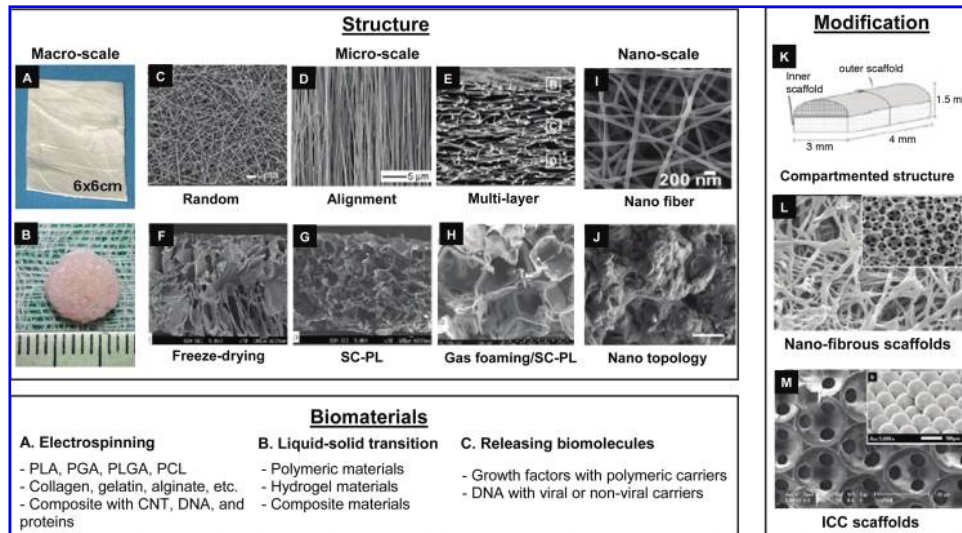 Structure
Macro-scale
Micro-scale
Nano-scale
A
6x6cm
C
D
5 µm
E
B
C
D
I
200 nm
Random
Alignment
Multi-layer
Nano fiber
B
F
G
H
J
Freeze-drying
SC-PL
Gas foaming/SC-PL
Nano topology
Biomaterials
A. Electrospinning
- PLA, PGA, PLGA, PCL
- Collagen, gelatin, alginate, etc.
- Composite with CNT, DNA, and
proteins
B. Liquid-solid transition
- Polymeric materials
- Hydrogel materials
- Composite materials
C. Releasing biomolecules
- Growth factors with polymeric carriers
- DNA with viral or non-viral carriers
Modification
K
outer scaffold
Inner
scaffold
1.5 m
3 mm
4 mm
Compartmented structure
L
Nano-fibrous scaffolds
M
ICC scaffolds